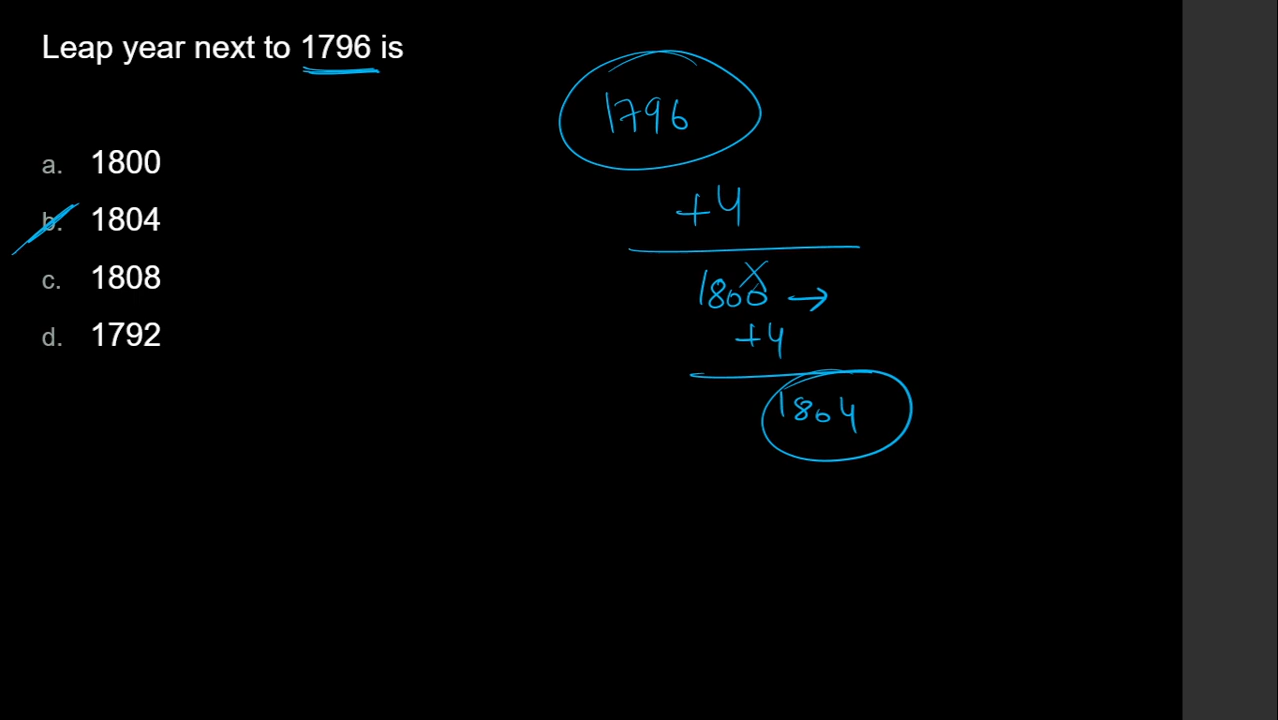 Leap year next to 1796 is
a. 1800
b. 1804
c. 1808
d. 1792
1796
+4
1800 →
+4
1804